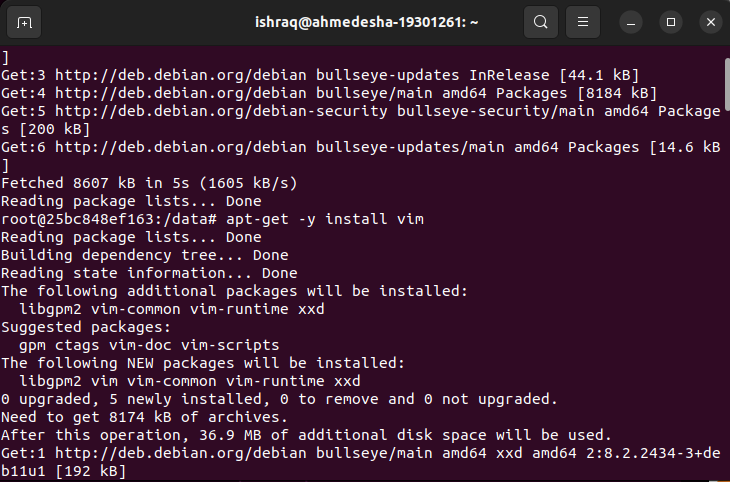 ishraq@ahmedesha-19301261: ~
]
Get:3 http://deb.debian.org/debian bullseye-updates InRelease [44.1 kB]
Get:4 http://deb.debian.org/debian bullseye/main amd64 Packages [8184 kB]
Get:5 http://deb.debian.org/debian-security bullseye-security/main amd64 Package
s [200 kB]
Get:6 http://deb.debian.org/debian bullseye-updates/main amd64 Packages [14.6 kB
]
Fetched 8607 kB in 5s (1605 kB/s)
Reading package lists... Done
root@25bc848ef163:/data# apt-get -y install vim
Reading package lists... Done
Building dependency tree... Done
Reading state information... Done
The following additional packages will be installed:
  libgpm2 vim-common vim-runtime xxd
Suggested packages:
  gpm ctags vim-doc vim-scripts
The following NEW packages will be installed:
  libgpm2 vim vim-common vim-runtime xxd
0 upgraded, 5 newly installed, 0 to remove and 0 not upgraded.
Need to get 8174 kB of archives.
After this operation, 36.9 MB of additional disk space will be used.
Get:1 http://deb.debian.org/debian bullseye/main amd64 xxd amd64 2:8.2.2434-3+de
b11u1 [192 kB]